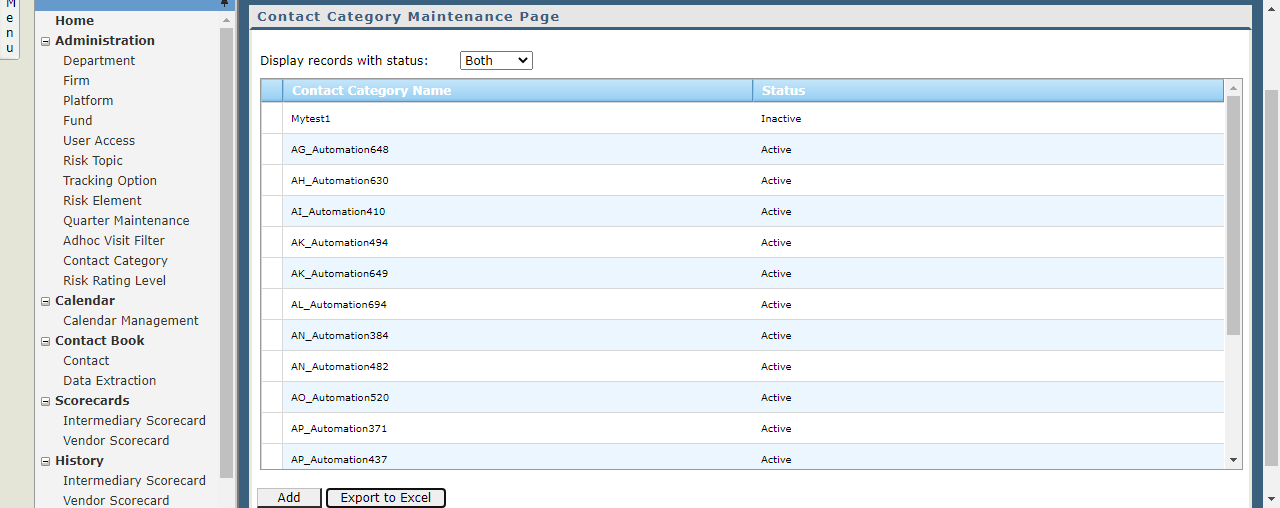 Menu
Home
Administration
Department
Firm
Platform
Fund
User Access
Risk Topic
Tracking Option
Risk Element
Quarter Maintenance
Adhoc Visit Filter
Contact Category
Risk Rating Level
Calendar
Calendar Management
Contact Book
Contact
Data Extraction
Scorecards
Intermediary Scorecard
Vendor Scorecard
History
Intermediary Scorecard
Vendor Scorecard
Contact Category Maintenance Page
Display records with status: Both
Contact Category Name Status
Mytest1 Inactive
AG_Automation648 Active
AH_Automation630 Active
AI_Automation410 Active
AK_Automation494 Active
AK_Automation649 Active
AL_Automation694 Active
AN_Automation384 Active
AN_Automation482 Active
AO_Automation520 Active
AP_Automation371 Active
AP_Automation437 Active
Add Export to Excel